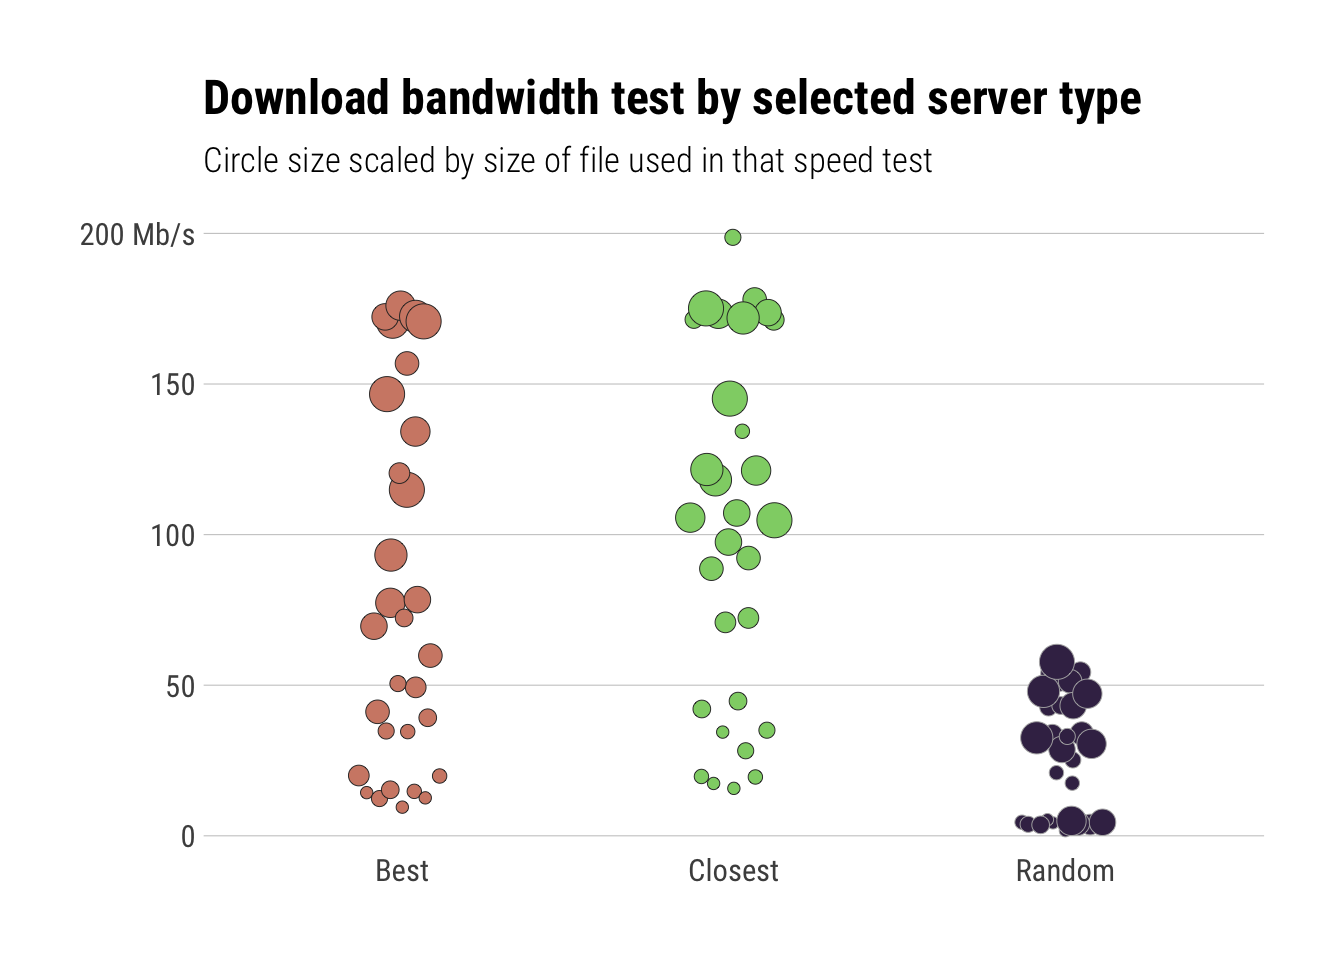 Download bandwidth test by selected server type
Circle size scaled by size of file used in that speed test
200 Mb/s
150
100
50
0
Best Closest Random